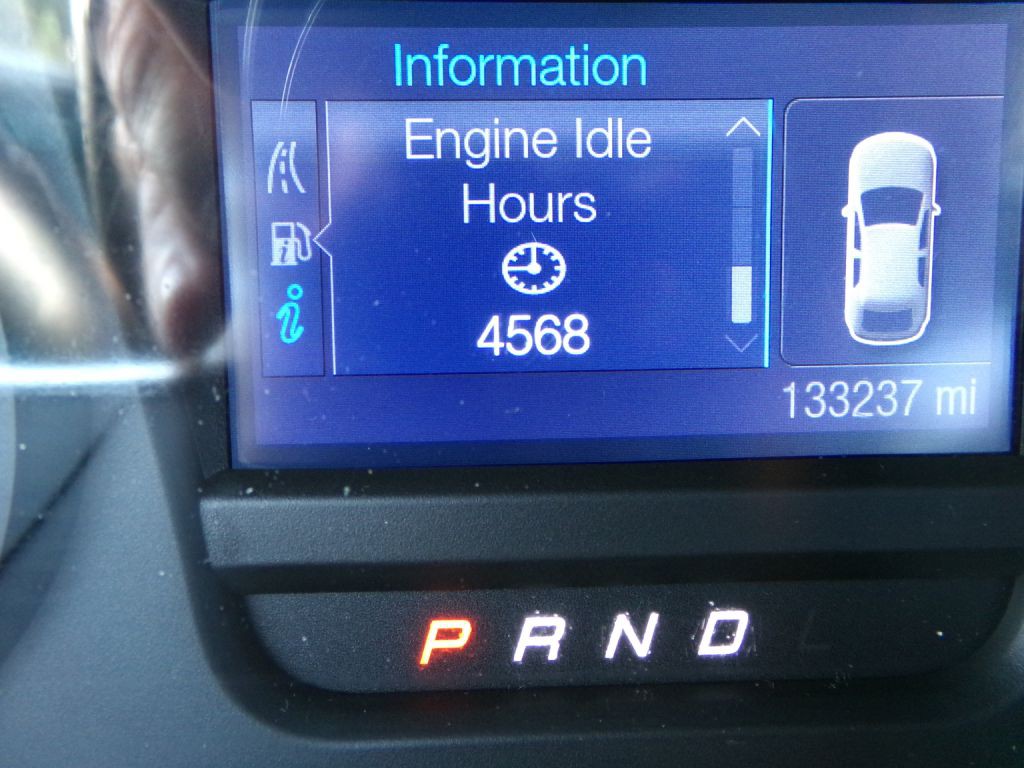 Information
Engine Idle
Hours
4568
133237 mi
P R N D L